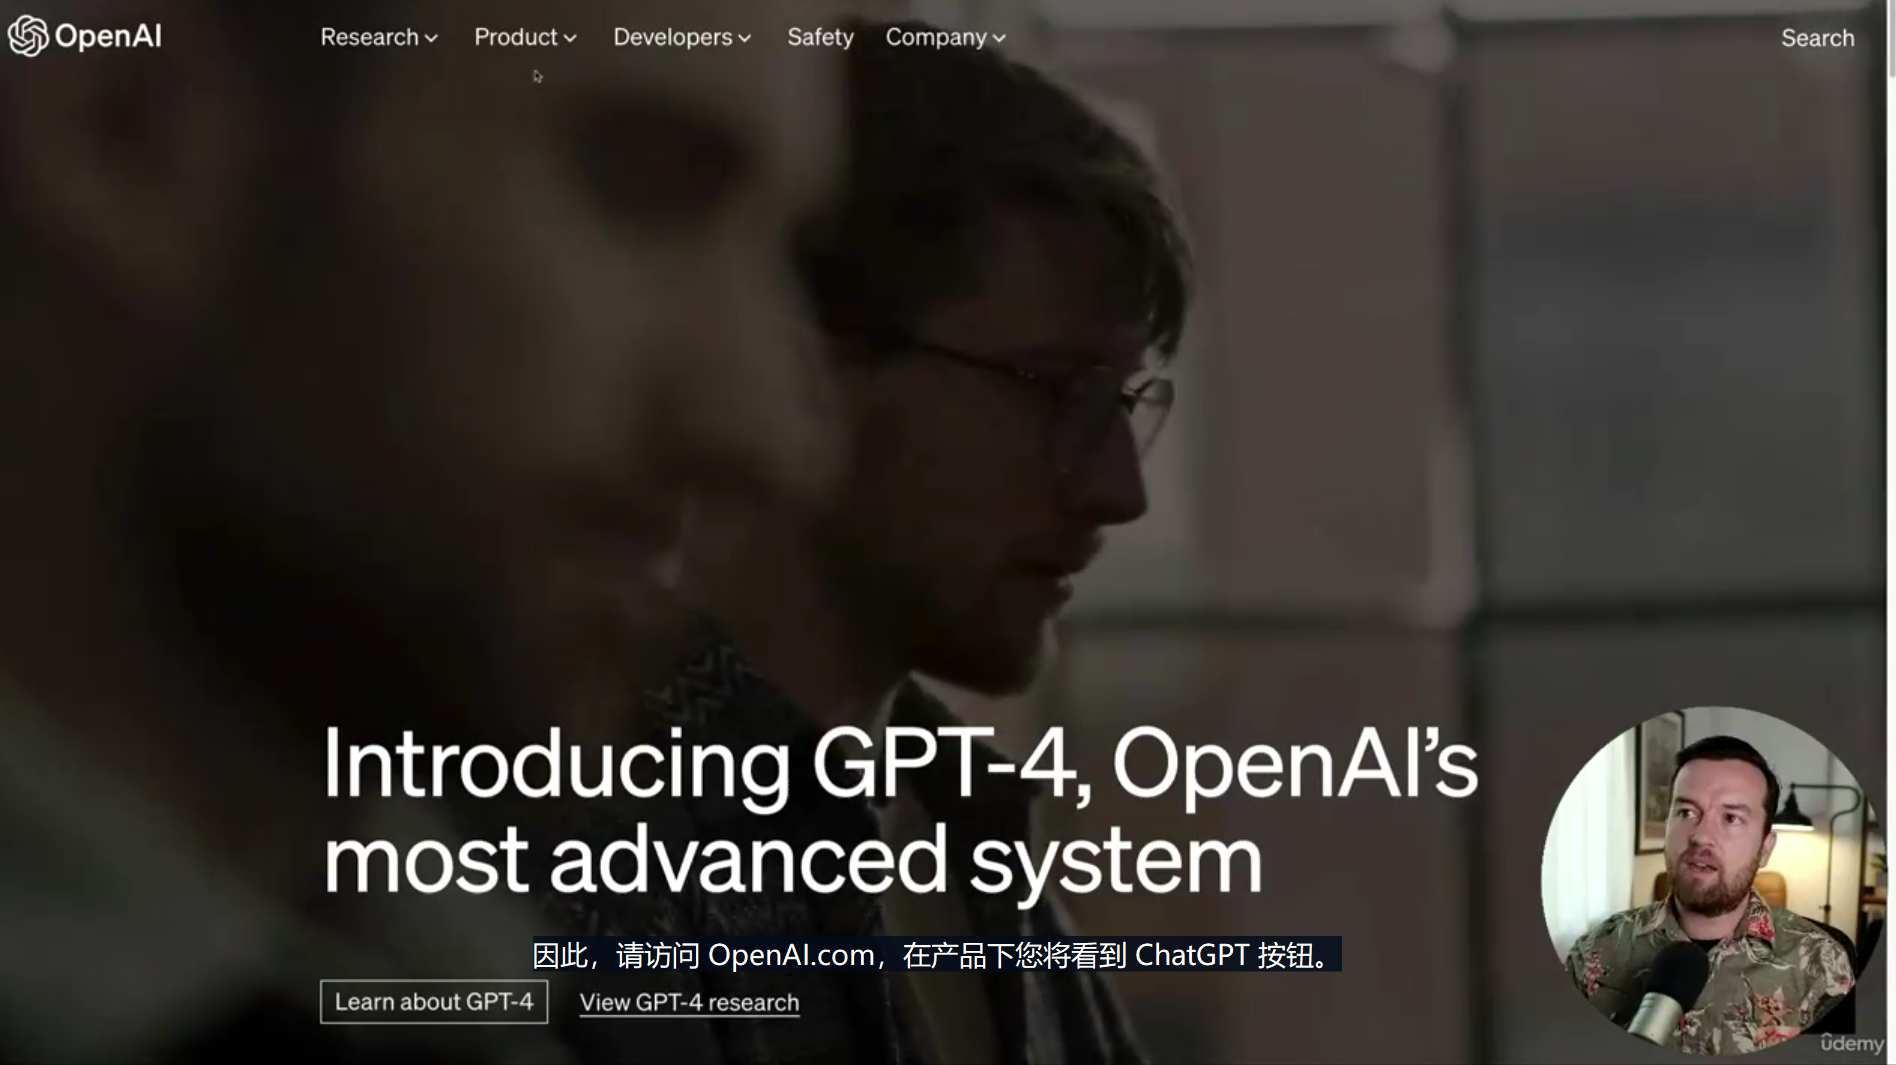 OpenAI
Research
Product
Developers
Safety
Company
Search
Introducing GPT-4, OpenAI’s
most advanced system
因此，请访问 OpenAI.com，在产品下您将看到 ChatGPT 按钮。
Learn about GPT-4
View GPT-4 research
ûdemy